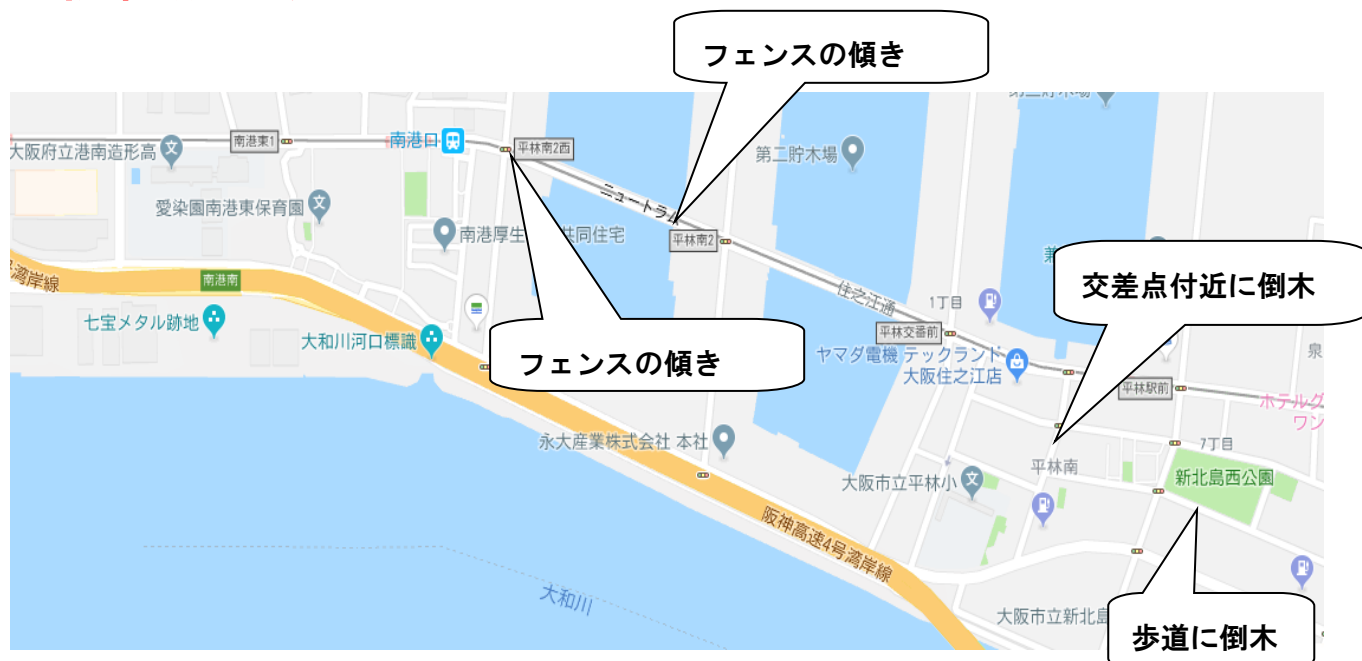 フェンスの傾き
南港東1
南港口
平林南2西
大阪府立港南造形高
第二貯木場
愛染園南港東保育園
ニュートラム
南港厚生
共同住宅
平林南2
交差点付近に倒木
南港南
湾岸線
住之江通
1丁目
七宝メタル跡地
大和川河口標識
フェンスの傾き
平林交番前
ヤマダ電機 テックランド
大阪住之江店
泉
平林駅前
ホテルグ
ワン
永大産業株式会社 本社
7丁目
平林南
新北島西公園
大阪市立平林小
阪神高速4号湾岸線
大和川
大阪市立新北島
歩道に倒木